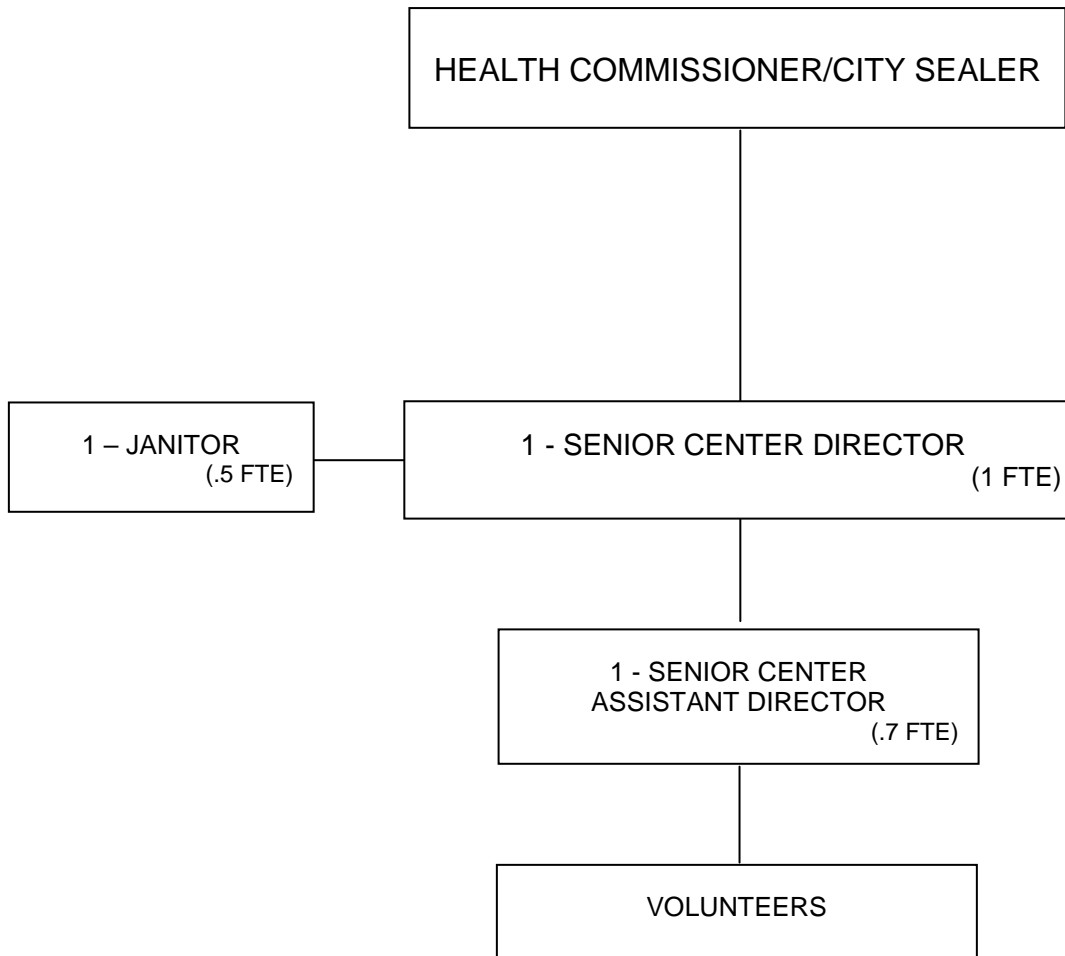 HEALTH COMMISSIONER/CITY SEALER
1 – JANITOR
(.5 FTE)
1 - SENIOR CENTER DIRECTOR
(1 FTE)
1 - SENIOR CENTER
ASSISTANT DIRECTOR
(.7 FTE)
VOLUNTEERS